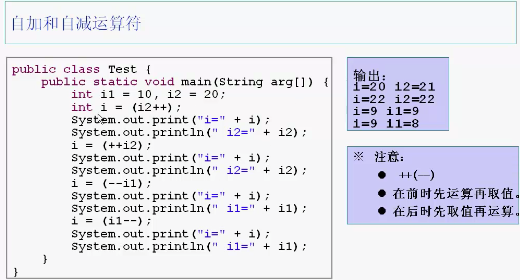 自加和自减运算符
public class Test {
public static void main(String arg[]) {
int i1 = 10, i2 = 20;
int i = (i2++);
System.out.print("i=" + i);
System.out.println(" i2=" + i2);
i = (++i2);
System.out.print("i=" + i);
System.out.println(" i2=" + i2);
i = (--i1);
System.out.print("i=" + i);
System.out.println(" i1=" + i1);
i = (i1--);
System.out.print("i=" + i);
System.out.println(" i1=" + i1);
}
}
输出:
i=20 i2=21
i=22 i2=22
i=9 i1=9
i=9 i1=8
※ 注意:
● ++(—)
● 在前时先运算再取值。
● 在后时先取值再运算。